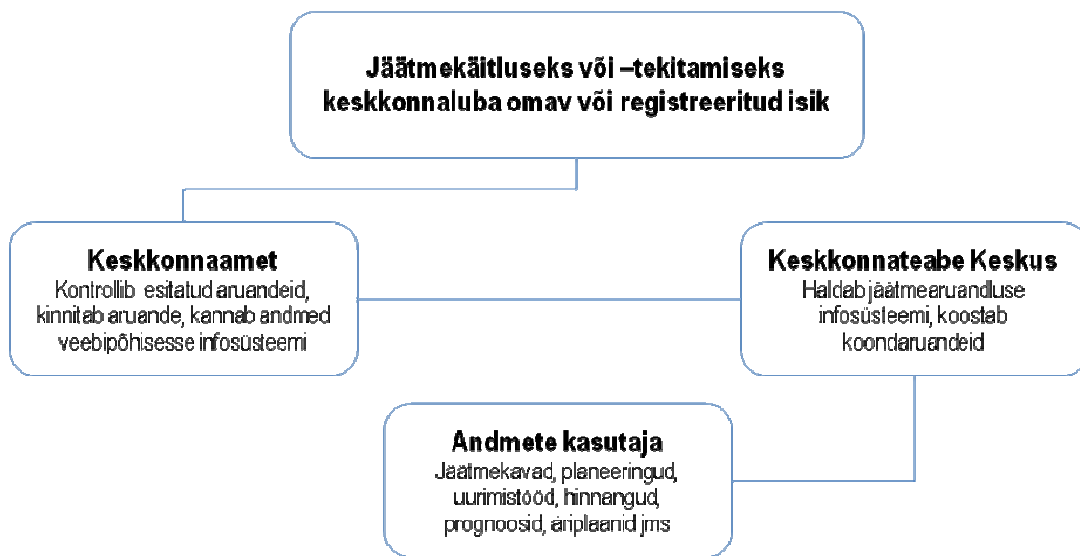 Jäätmekäitluseks või –tekitamiseks
keskkonnaluba omav või registreeritud isik
Keskkonnaamet
Kontrollib esitatud aruandeid,
kinnitab aruande, kannab andmed
veebipõhisesse infosüsteemi
Keskkonnateabe Keskus
Haldab jäätmearuandluse
infosüsteemi, koostab
koondaruandeid
Andmete kasutaja
Jäätmekavad, planeeringud,
uurimistööd, hinnangud,
prognoosid, äriplaanid jms